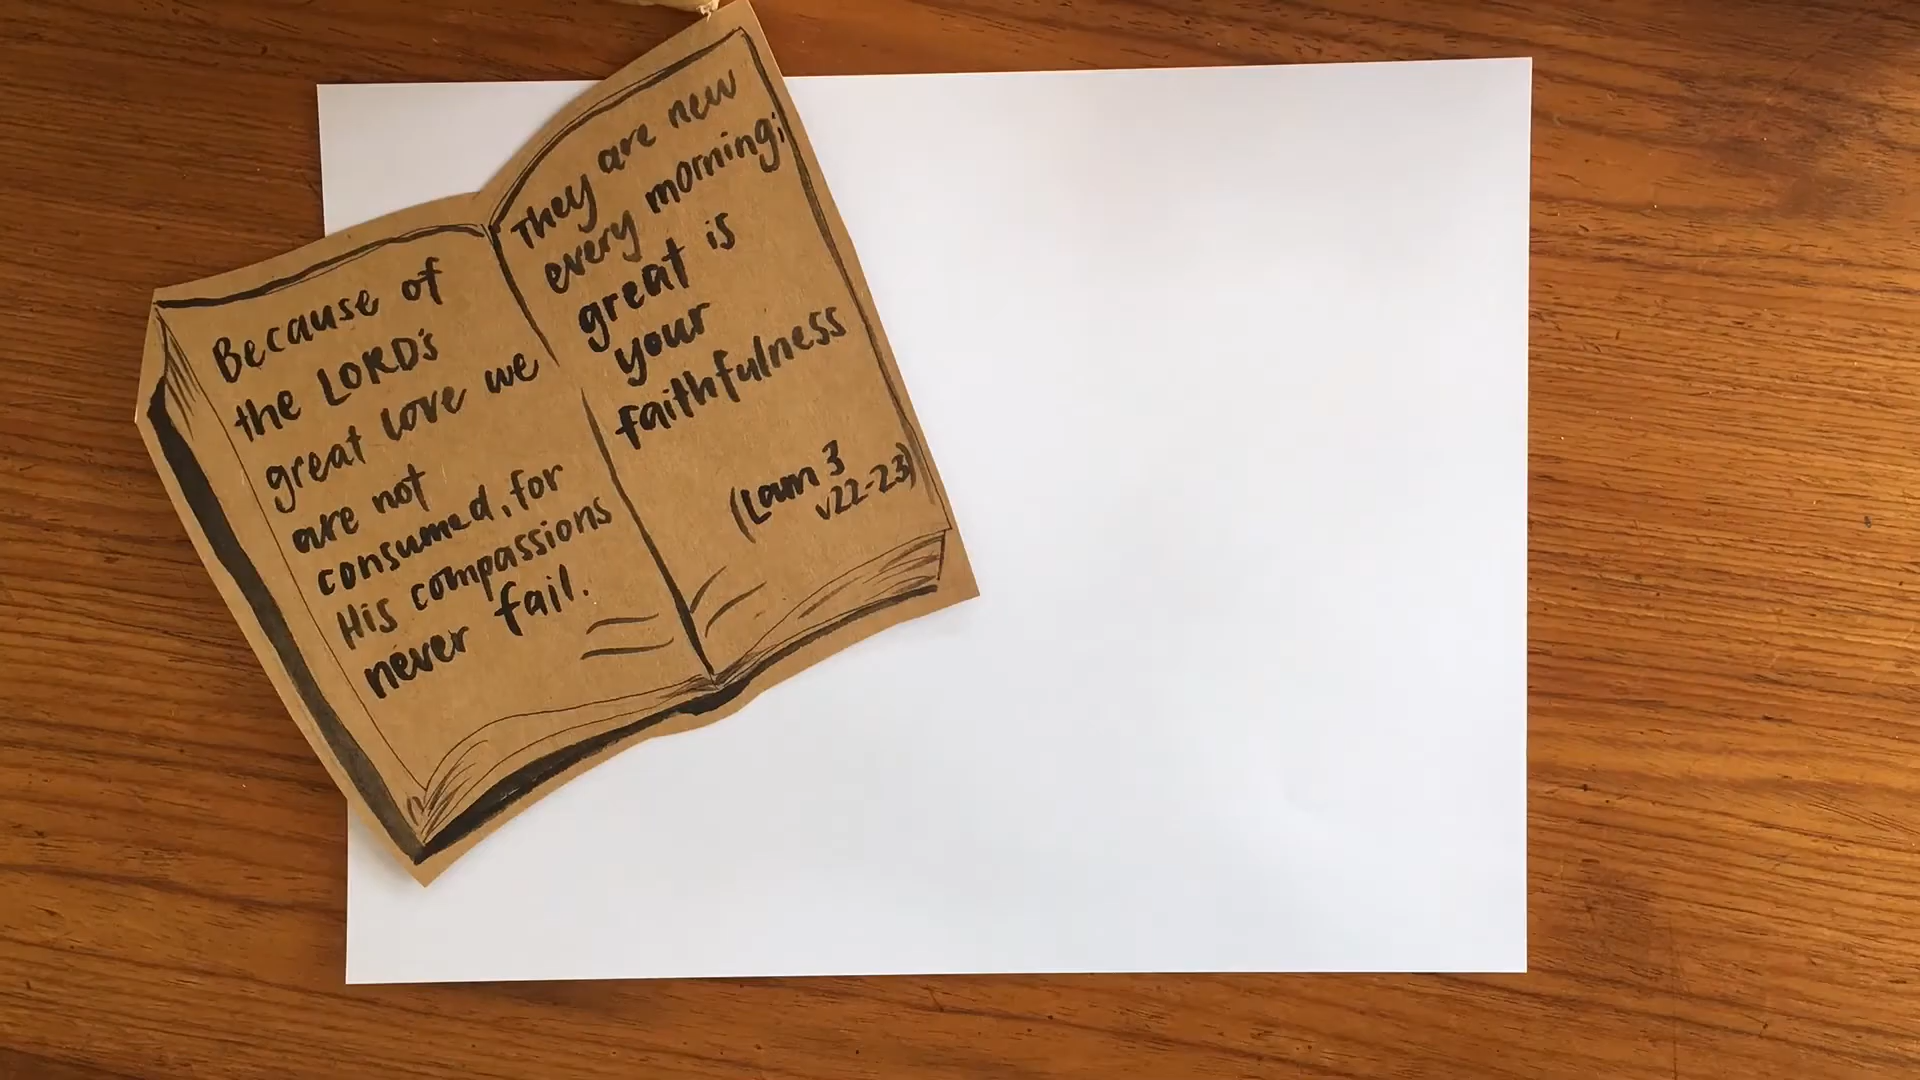 Because of
the LORD's
great love we
are not
consumed, for
His compassions
never fail.
They are new
every morning;
great is
your
faithfulness
(Lam 3
v22-23)